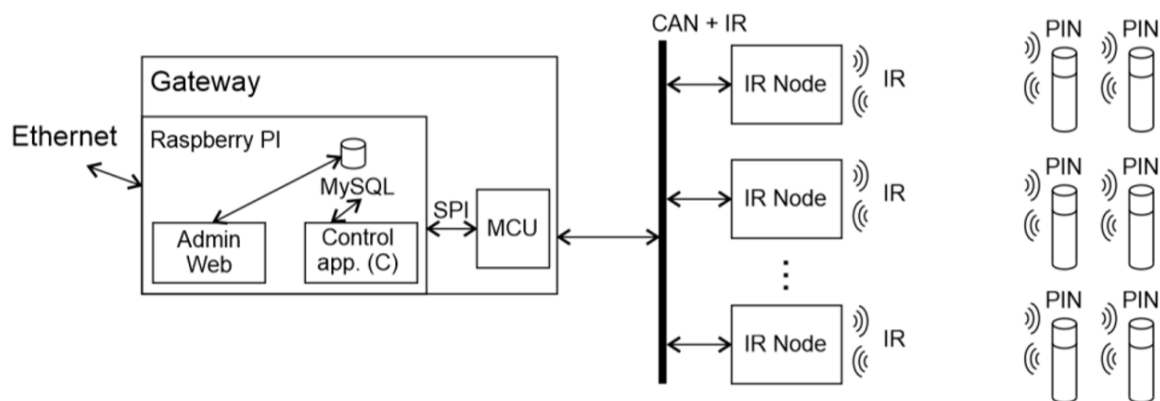 CAN + IR
PIN PIN
Gateway
IR Node
IR
Ethernet
Raspberry PI
MySQL
PIN PIN
IR Node
IR
SPI
Admin
Web
Control
app. (C)
MCU
PIN PIN
IR Node
IR